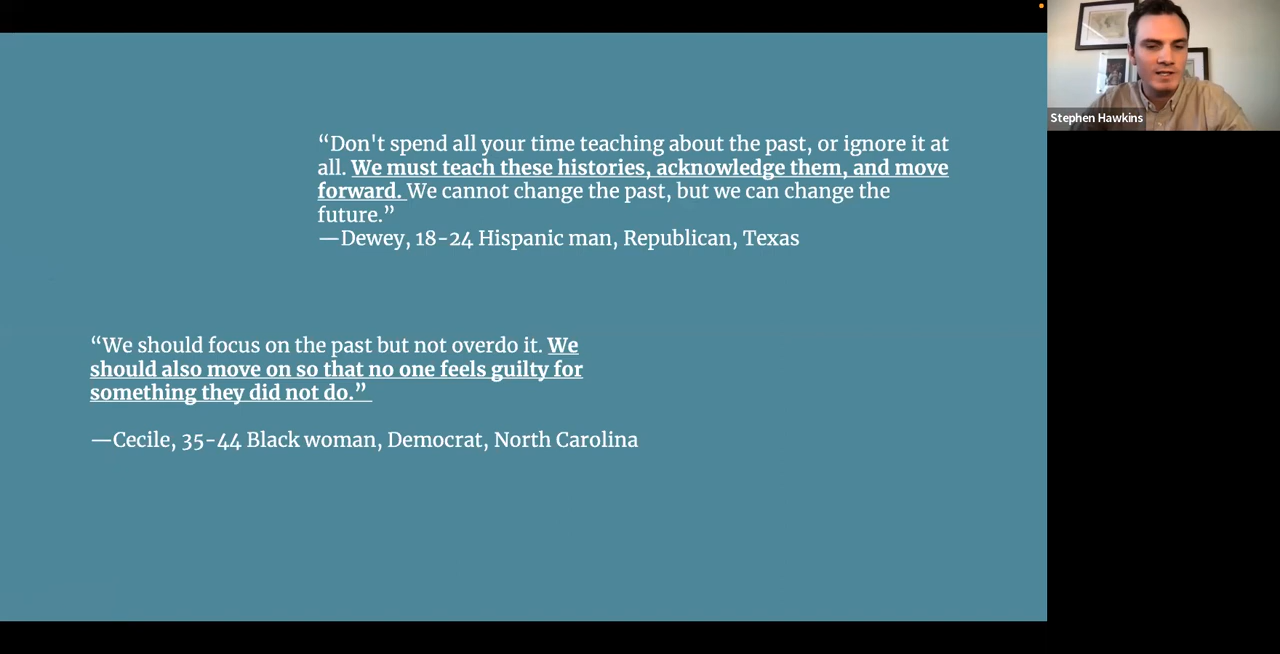 “Don't spend all your time teaching about the past, or ignore it at
all. We must teach these histories, acknowledge them, and move
forward. We cannot change the past, but we can change the
future.”
—Dewey, 18-24 Hispanic man, Republican, Texas
“We should focus on the past but not overdo it. We
should also move on so that no one feels guilty for
something they did not do.”
—Cecile, 35-44 Black woman, Democrat, North Carolina
Stephen Hawkins